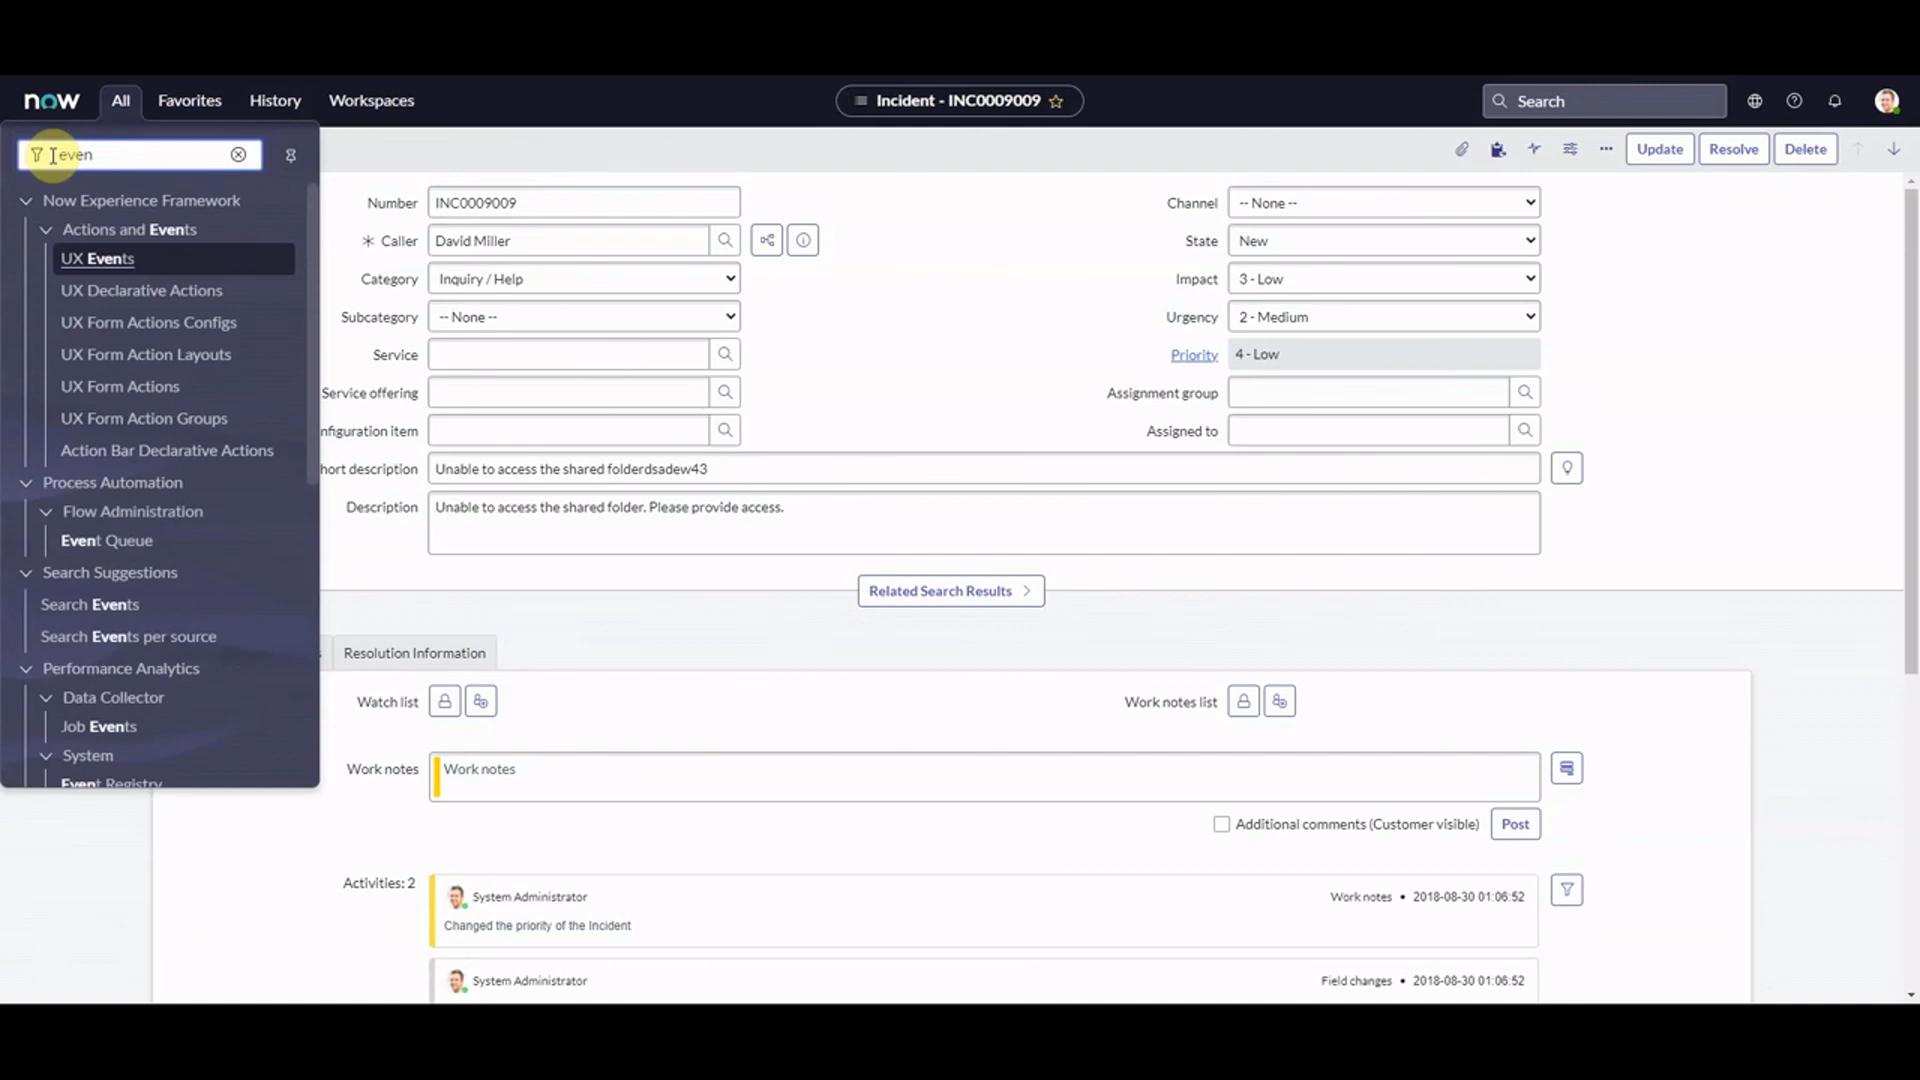 now All Favorites History Workspaces Incident - INC0009009 Search
even
Update Resolve Delete
Now Experience Framework
Actions and Events
UX Events
UX Declarative Actions
UX Form Actions Configs
UX Form Action Layouts
UX Form Actions
UX Form Action Groups
Action Bar Declarative Actions
Process Automation
Flow Administration
Event Queue
Search Suggestions
Search Events
Search Events per source
Performance Analytics
Data Collector
Job Events
System
Event Registry
Number INC0009009
Caller David Miller
Category Inquiry / Help
Subcategory -- None --
Service
Service offering
nfiguration item
hort description Unable to access the shared folderdsadew43
Description Unable to access the shared folder. Please provide access.
Channel -- None --
State New
Impact 3 - Low
Urgency 2 - Medium
Priority 4 - Low
Assignment group
Assigned to
Related Search Results
s Resolution Information
Watch list Work notes list
Work notes Work notes
Additional comments (Customer visible) Post
Activities: 2
System Administrator Work notes • 2018-08-30 01:06:52
Changed the priority of the Incident
System Administrator Field changes • 2018-08-30 01:06:52